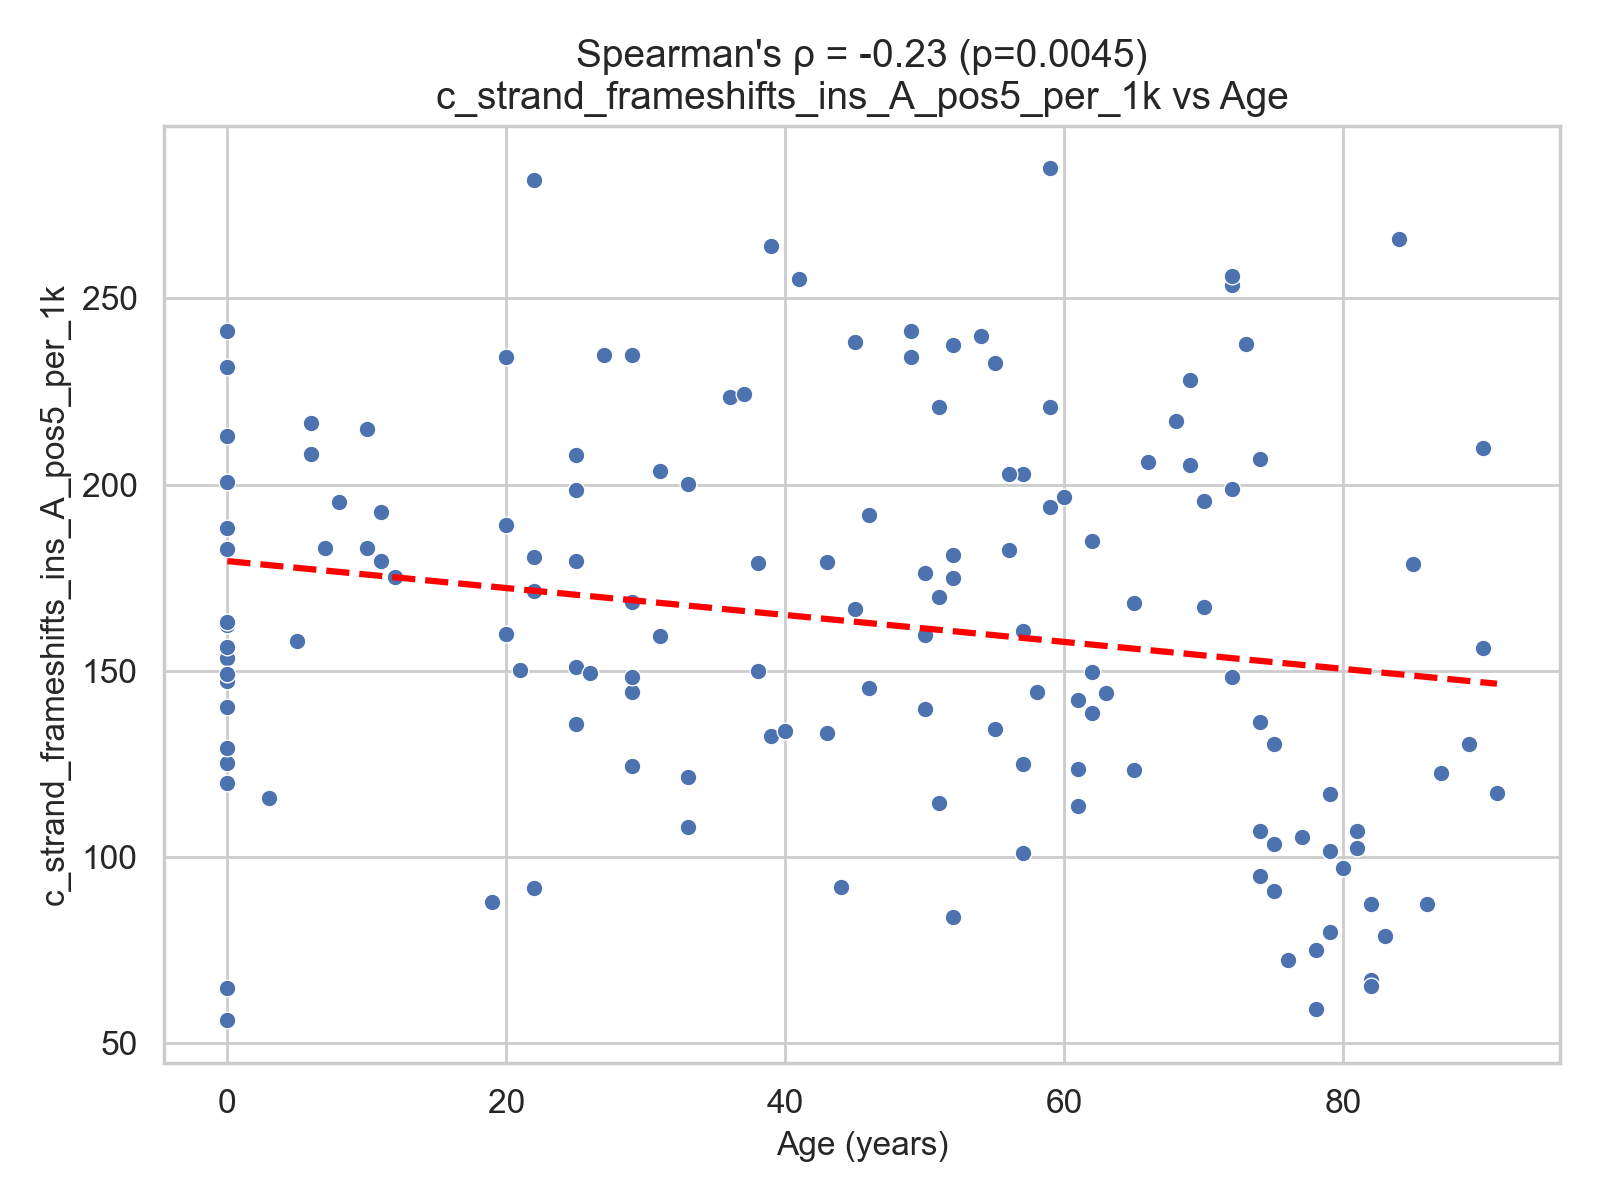 Spearman's ρ = -0.23 (p=0.0045)
c_strand_frameshifts_ins_A_pos5_per_1k vs Age
c_strand_frameshifts_ins_A_pos5_per_1k
250
200
150
100
50
0 20 40 60 80
Age (years)